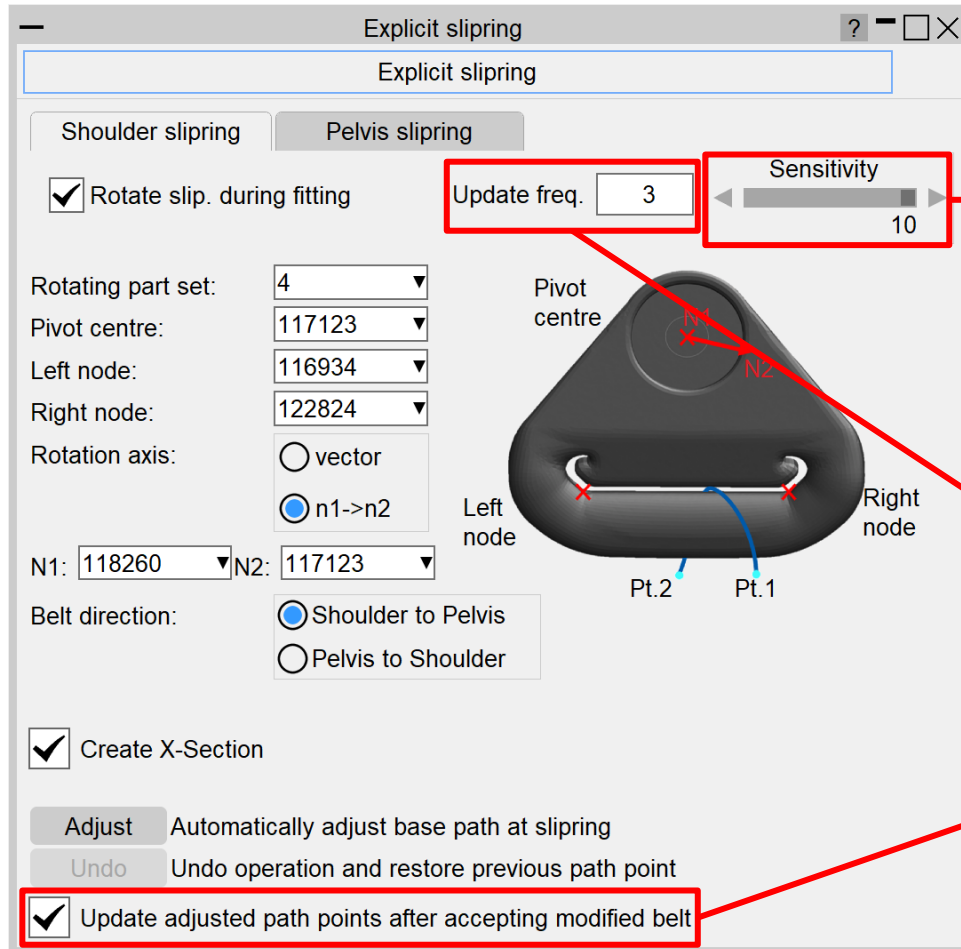 Explicit slipring
?
Explicit slipring
Shoulder slipring Pelvis slipring
Rotate slip. during fitting Update freq. 3 Sensitivity
10
Rotating part set: 4
Pivot centre: 117123
Left node: 116934
Right node: 122824
Rotation axis: vector
n1->n2
N1: 118260 N2: 117123
Belt direction: Shoulder to Pelvis
Pelvis to Shoulder
Pivot
centre
N1
N2
Left
node
Right
node
Pt.2 Pt.1
Create X-Section
Adjust Automatically adjust base path at slipring
Undo Undo operation and restore previous path point
Update adjusted path points after accepting modified belt